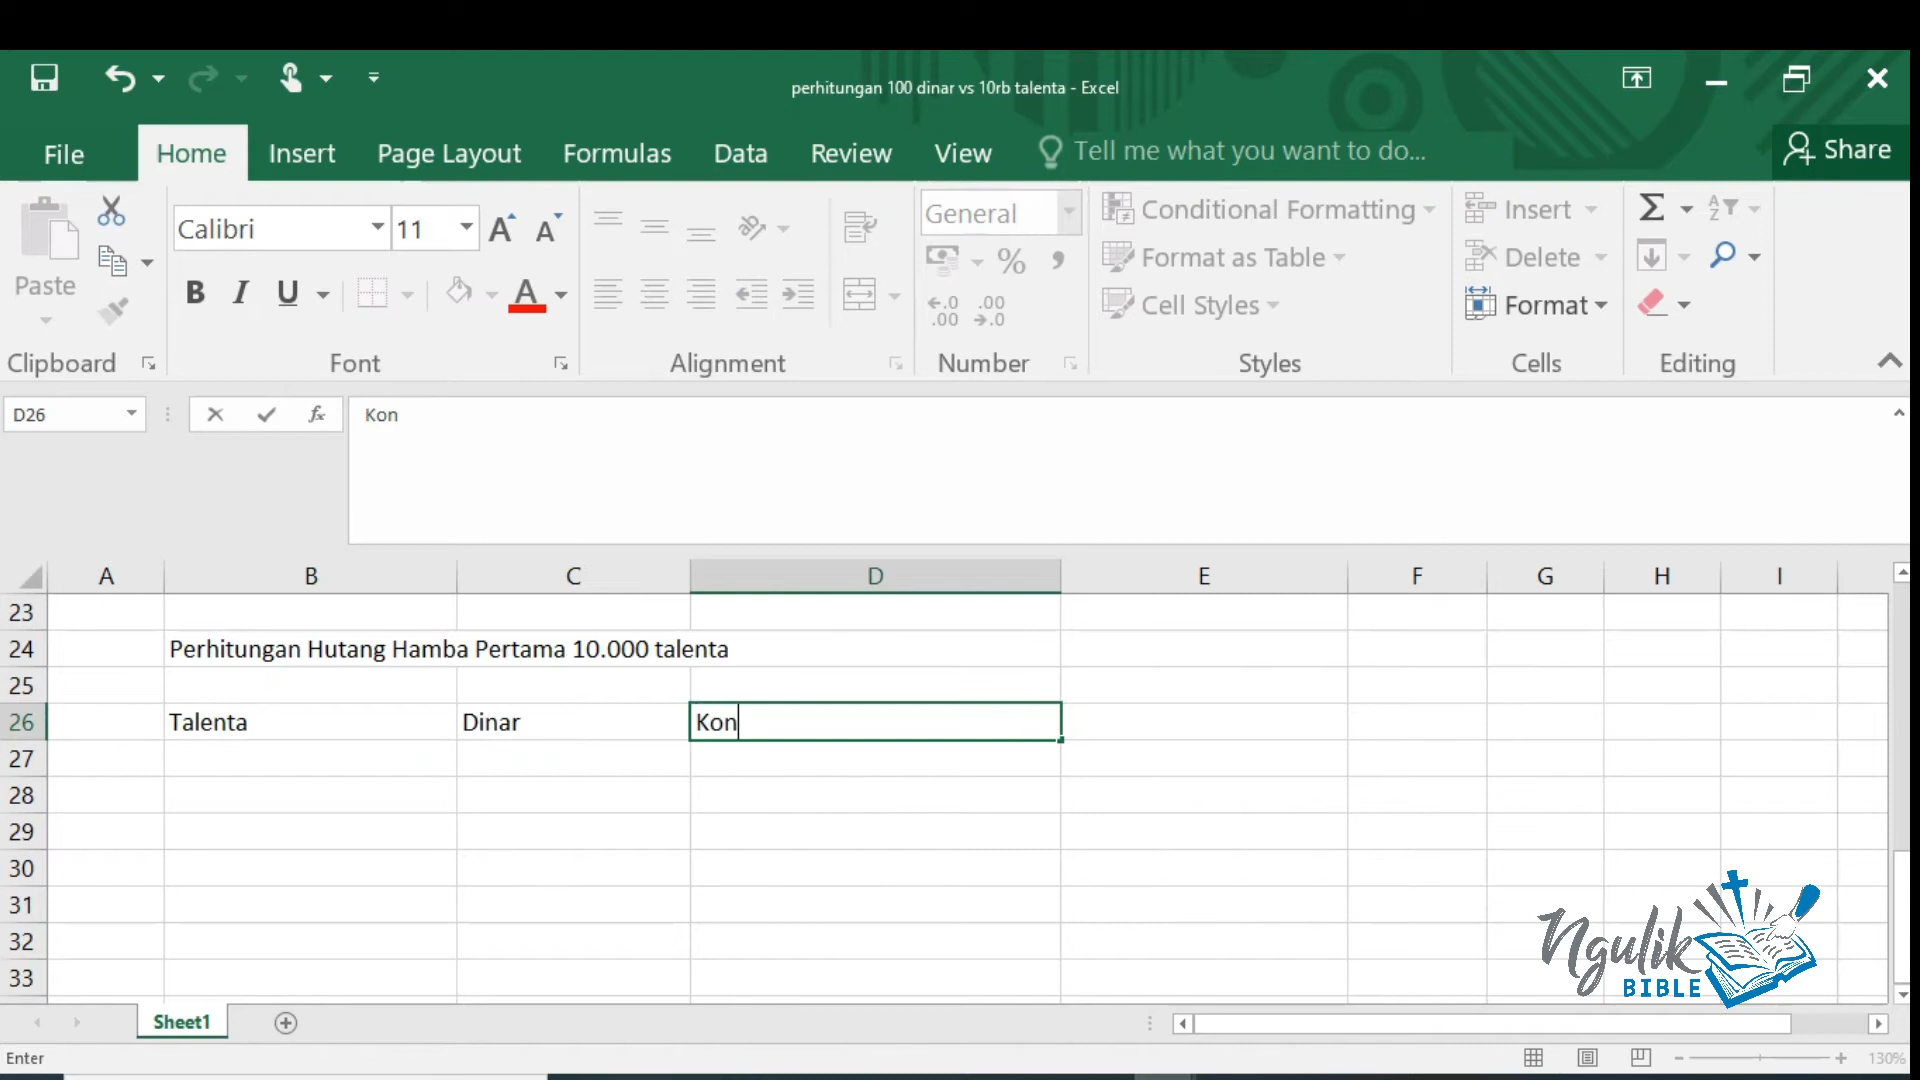 perhitungan 100 dinar vs 10rb talenta - Excel
File Home Insert Page Layout Formulas Data Review View Tell me what you want to do... Share
Calibri 11 General Conditional Formatting Insert
Paste Format as Table Delete
B I U A Cell Styles Format
Clipboard Font Alignment Number Styles Cells Editing
D26 fx Kon
A B C D E F G H I
23
24 Perhitungan Hutang Hamba Pertama 10.000 talenta
25
26 Talenta Dinar Kon
27
28
29
30
31
32
33
Ngulik
BIBLE
Sheet1
Enter 130%